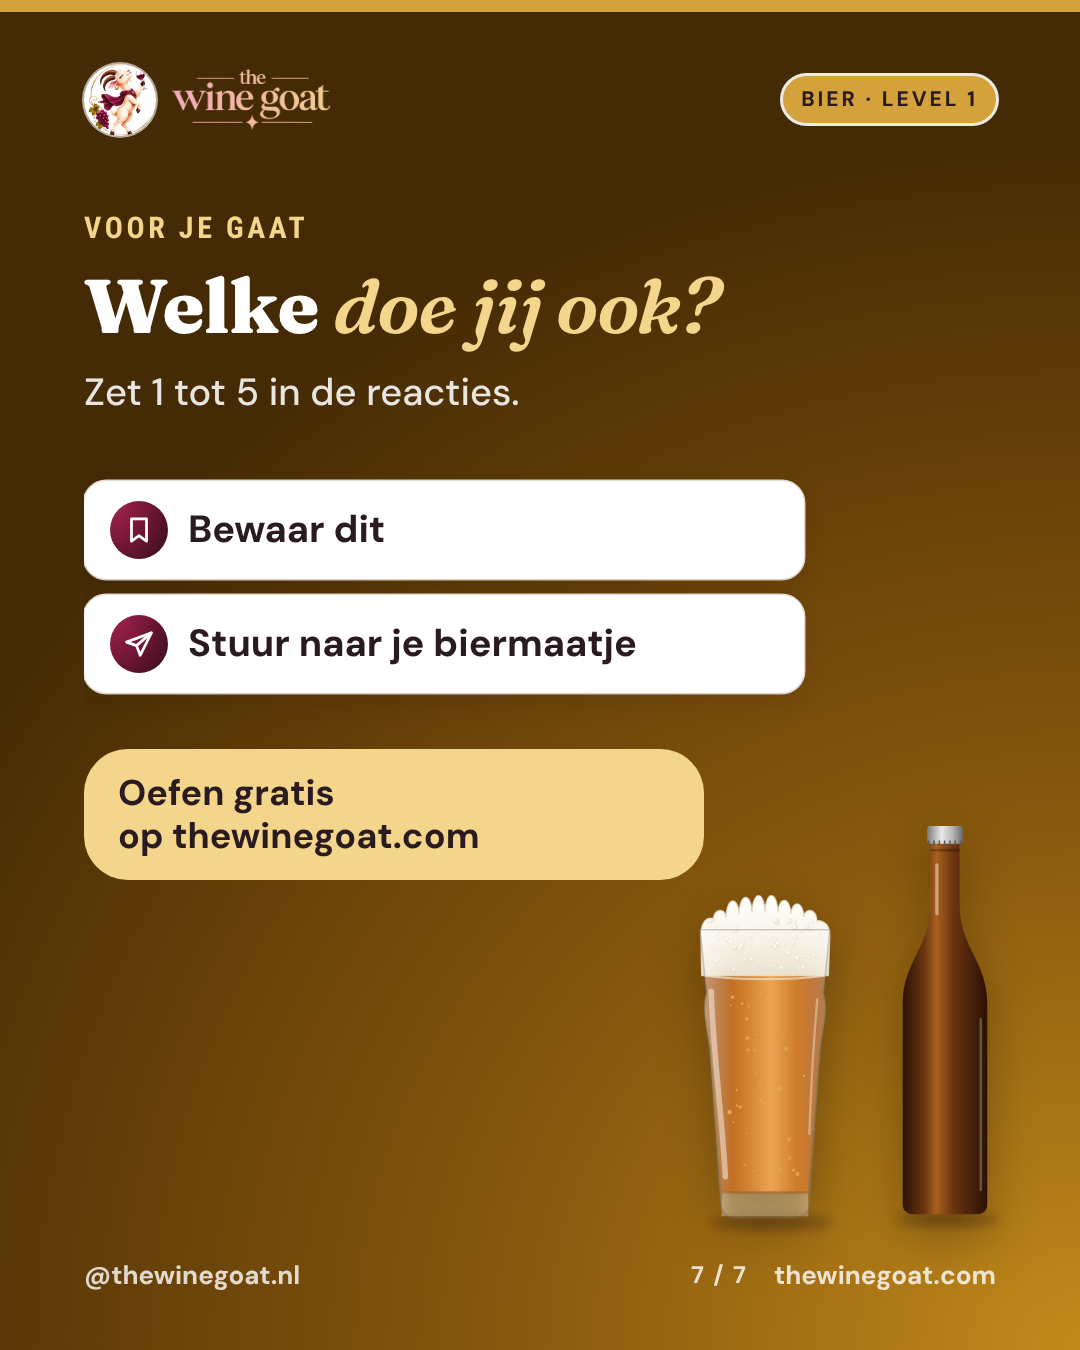 the
wine goat
BIER · LEVEL 1
VOOR JE GAAT
Welke doe jij ook?
Zet 1 tot 5 in de reacties.
Bewaar dit
Stuur naar je biermaatje
Oefen gratis
op thewinegoat.com
@thewinegoat.nl
7 / 7 thewinegoat.com